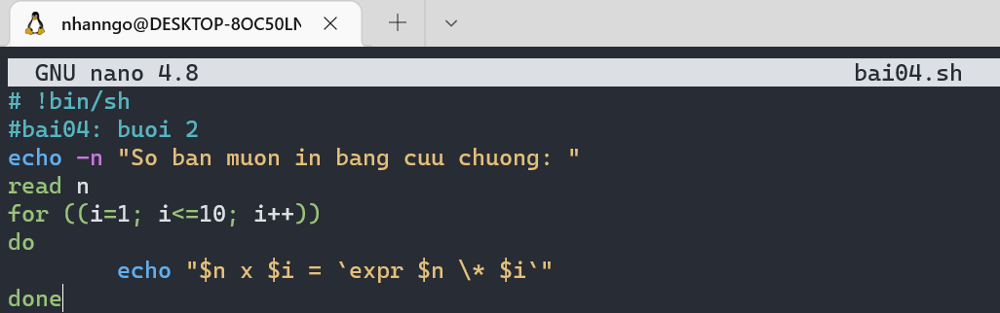 nhanngo@DESKTOP-8OC50LN
GNU nano 4.8 bai04.sh
# !bin/sh
#bai04: buoi 2
echo -n "So ban muon in bang cuu chuong: "
read n
for ((i=1; i<=10; i++))
do
echo "$n x $i = `expr $n \* $i`"
done